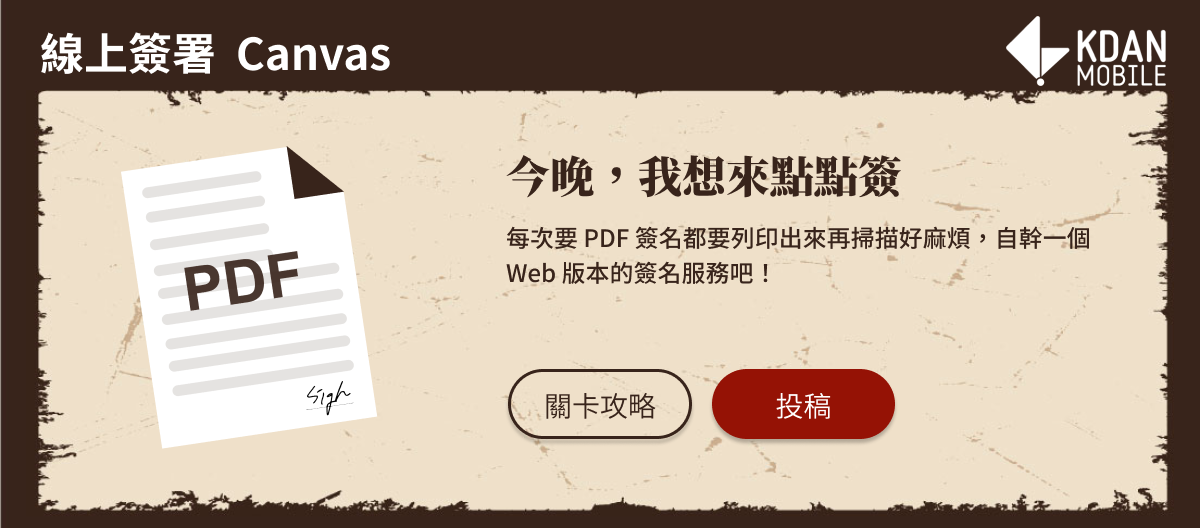 線上簽署 Canvas
KDAN
MOBILE
今晚，我想來點點簽
每次要 PDF 簽名都要列印出來再掃描好麻煩，自幹一個
Web 版本的簽名服務吧！
PDF
Sigh
關卡攻略
投稿